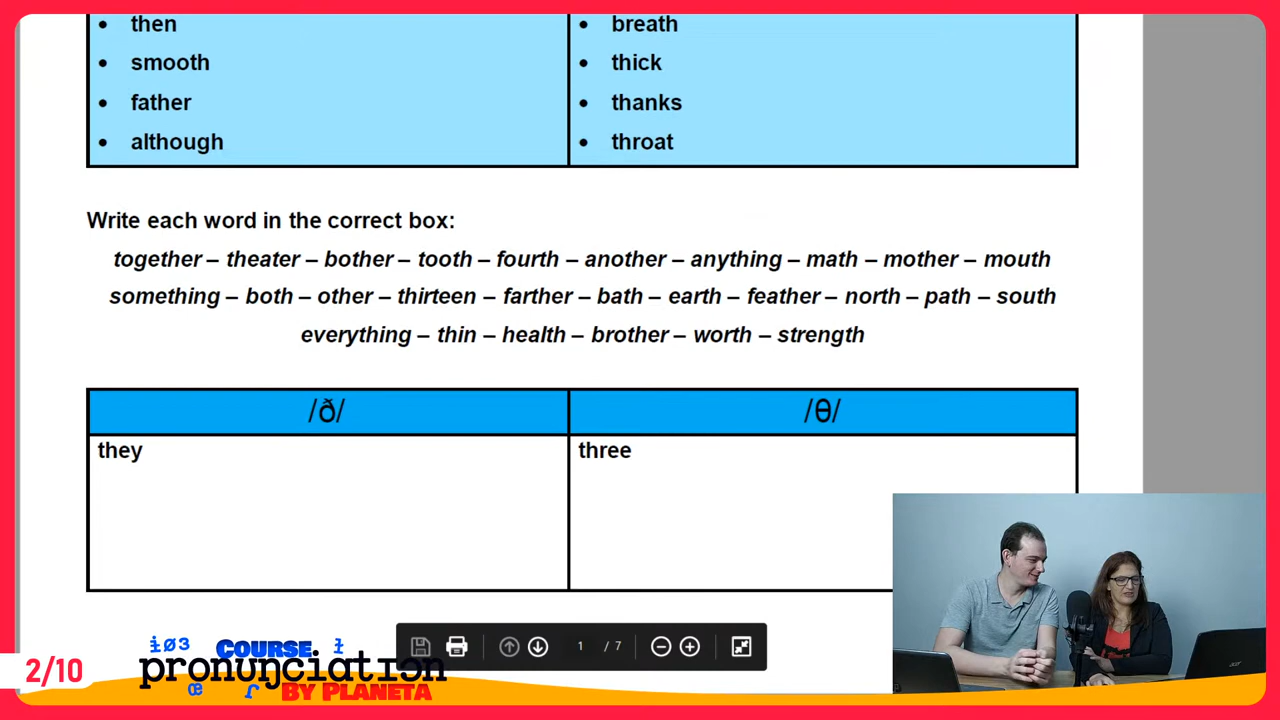 • then
• smooth
• father
• although
• breath
• thick
• thanks
• throat
Write each word in the correct box:
together – theater – bother – tooth – fourth – another – anything – math – mother – mouth
something – both – other – thirteen – farther – bath – earth – feather – north – path – south
everything – thin – health – brother – worth – strength
/ð/
/θ/
they
three
1 / 7
2/10
Course
pronunciation
By Planeta
æ